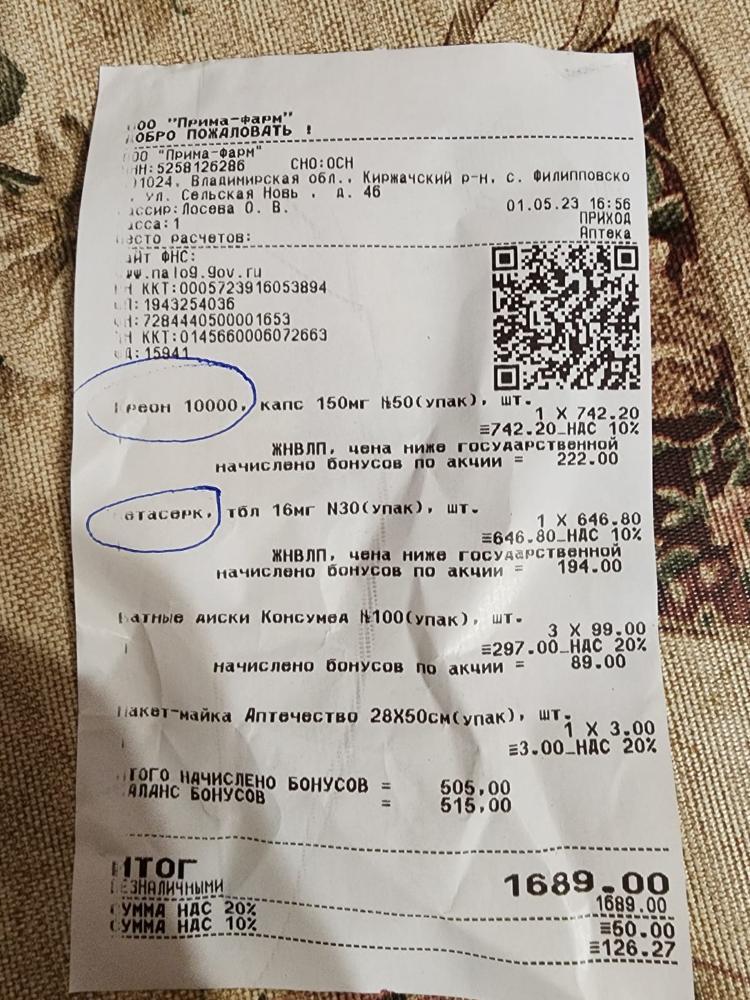 ОО "Прима-фарм"
ОБРО ПОЖАЛОВАТЬ !
ОО "Прима-фарм"
НН:5258126286 СНО:ОСН
1024, Владимирская обл., Киржачский р-н, с. Филипповско
, ул. Сельская Новь , д. 46
ассир:Лосева О. В. 01.05.23 16:56
асса:1 ПРИХОД
есто расчетов: Аптека
айт ФНС:
ww.nalog.gov.ru
Н ККТ:0005723916053894
П:1943254036
Н:7284440500001653
Н ККТ:0145660006072663
Д:15941
Креон 10000, капс 150мг №50(упак), шт.
1 X 742.20
≡742.20_НДС 10%
ЖНВЛП, цена ниже государственной
начислено бонусов по акции = 222.00
етасерк, тбл 16мг N30(упак), шт.
1 X 646.80
≡646.80_НДС 10%
ЖНВЛП, цена ниже государственной
начислено бонусов по акции = 194.00
Ватные диски Консумед №100(упак), шт.
3 X 99.00
≡297.00_НДС 20%
начислено бонусов по акции = 89.00
Пакет-майка Аптечество 28X50см(упак), шт.
1 X 3.00
≡3.00_НДС 20%
ТОГО НАЧИСЛЕНО БОНУСОВ = 505,00
АЛАНС БОНУСОВ = 515,00
ИТОГ 1689.00
БЕЗНАЛИЧНЫМИ 1689.00
СУММА НДС 20% ≡50.00
СУММА НДС 10% ≡126.27